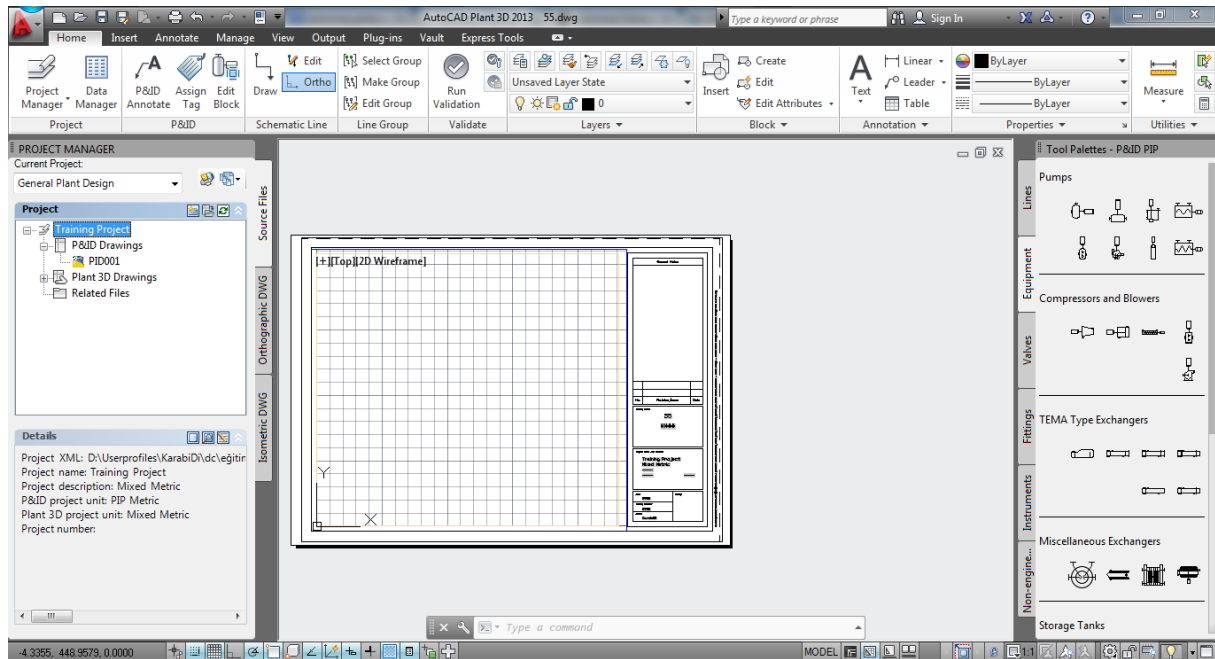 AutoCAD Plant 3D 2013 55.dwg
Type a keyword or phrase
Sign In
Home Insert Annotate Manage View Output Plug-ins Vault Express Tools
Project Manager
Data Manager
P&ID Annotate
Assign Tag
Edit Block
Draw
Edit
Ortho
Select Group
Make Group
Edit Group
Run Validation
Unsaved Layer State
0
Insert
Create
Edit
Edit Attributes
Text
Linear
Leader
Table
ByLayer
ByLayer
ByLayer
Measure
Project P&ID Schematic Line Line Group Validate Layers Block Annotation Properties Utilities
PROJECT MANAGER
Current Project:
General Plant Design
Project
Training Project
P&ID Drawings
PID001
Plant 3D Drawings
Related Files
Details
Project XML: D:\Userprofiles\KarabiDi\dc\eğitir
Project name: Training Project
Project description: Mixed Metric
P&ID project unit: PIP Metric
Plant 3D project unit: Mixed Metric
Project number:
Source Files
Orthographic DWG
Isometric DWG
[+][Top][2D Wireframe]
General Notes
Training Project
Mixed Metric
Y
X
Type a command
Tool Palettes - P&ID PIP
Lines
Equipment
Valves
Fittings
Instruments
Non-engine...
Pumps
Compressors and Blowers
TEMA Type Exchangers
Miscellaneous Exchangers
Storage Tanks
-4.3355, 448.9579, 0.0000
MODEL
1:1